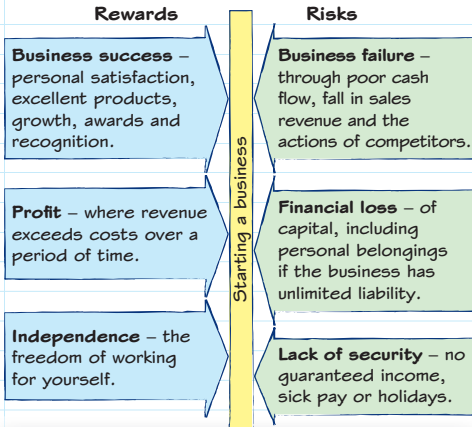 Rewards
Business success –
personal satisfaction,
excellent products,
growth, awards and
recognition.
Profit – where revenue
exceeds costs over a
period of time.
Independence – the
freedom of working
for yourself.
Starting a business
Risks
Business failure –
through poor cash
flow, fall in sales
revenue and the
actions of competitors.
Financial loss – of
capital, including
personal belongings
if the business has
unlimited liability.
Lack of security – no
guaranteed income,
sick pay or holidays.